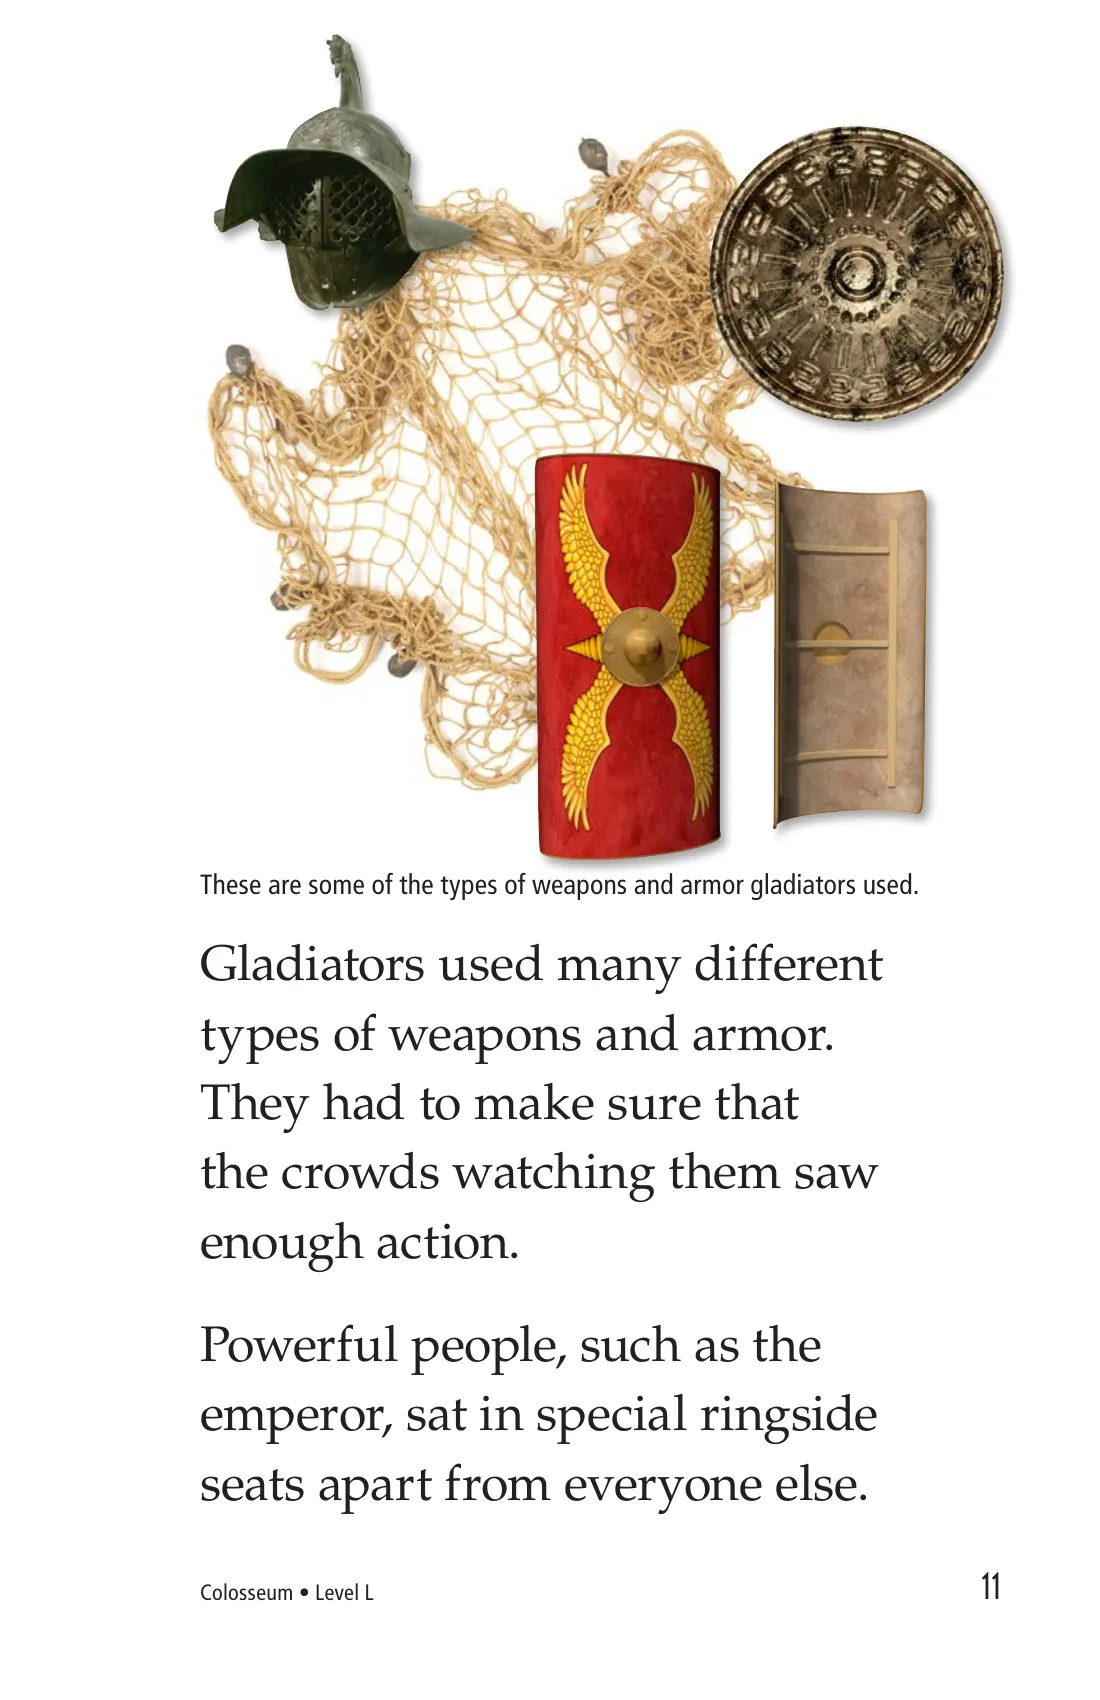 These are some of the types of weapons and armor gladiators used.
Gladiators used many different
types of weapons and armor.
They had to make sure that
the crowds watching them saw
enough action.
Powerful people, such as the
emperor, sat in special ringside
seats apart from everyone else.
Colosseum • Level L
11